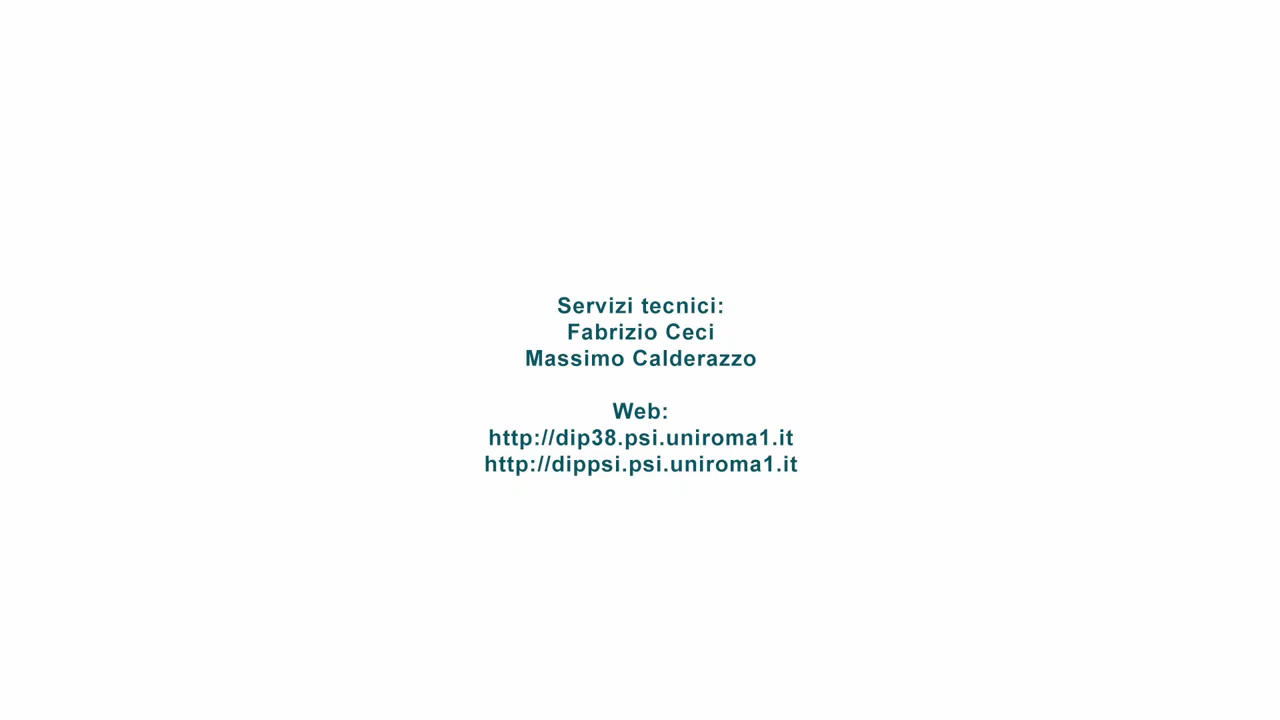 Servizi tecnici:
Fabrizio Ceci
Massimo Calderazzo
Web:
http://dip38.psi.uniroma1.it
http://dippsi.psi.uniroma1.it